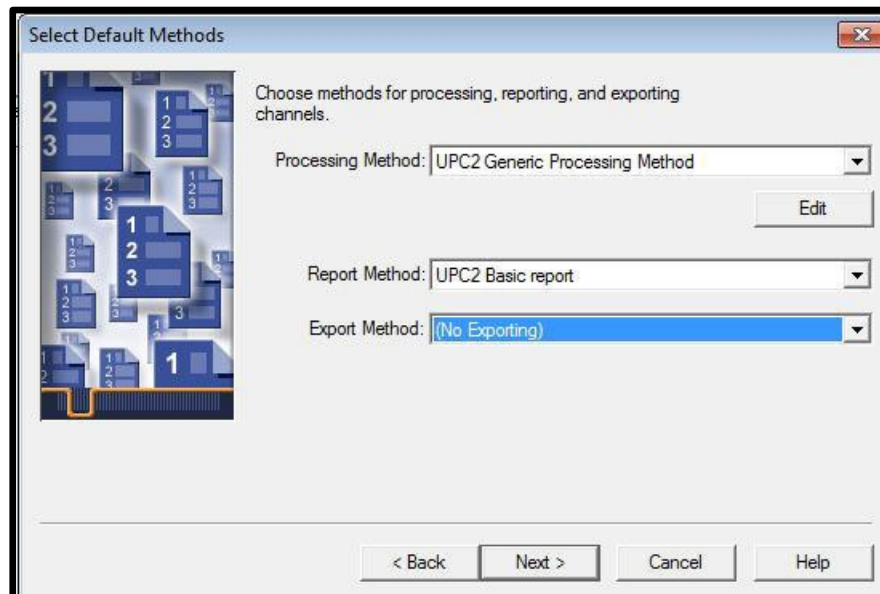 Select Default Methods
Choose methods for processing, reporting, and exporting
channels.
Processing Method: UPC2 Generic Processing Method
Edit
Report Method: UPC2 Basic report
Export Method: (No Exporting)
< Back Next > Cancel Help